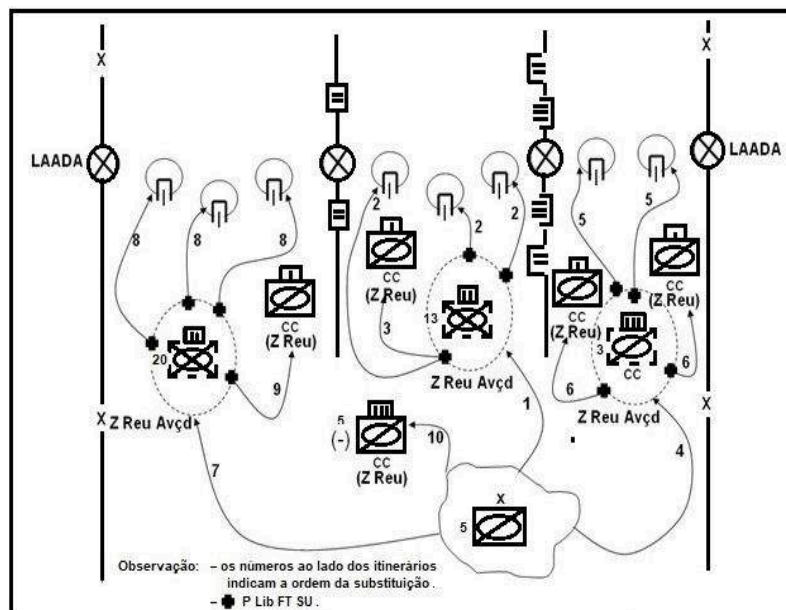 X
X
LAADA
LAADA
8
8
8
2
2
2
5
5
CC
(Z Reu)
CC
(Z Reu)
CC
(Z Reu)
CC
(Z Reu)
20
13
3
CC
3
9
6
6
Z Reu Avçd
Z Reu Avçd
Z Reu Avçd
X
X
1
5
(-)
CC
(Z Reu)
10
7
4
X
5
Observação: – os números ao lado dos itinerários
indicam a ordem da substituição .
– P Lib FT SU .